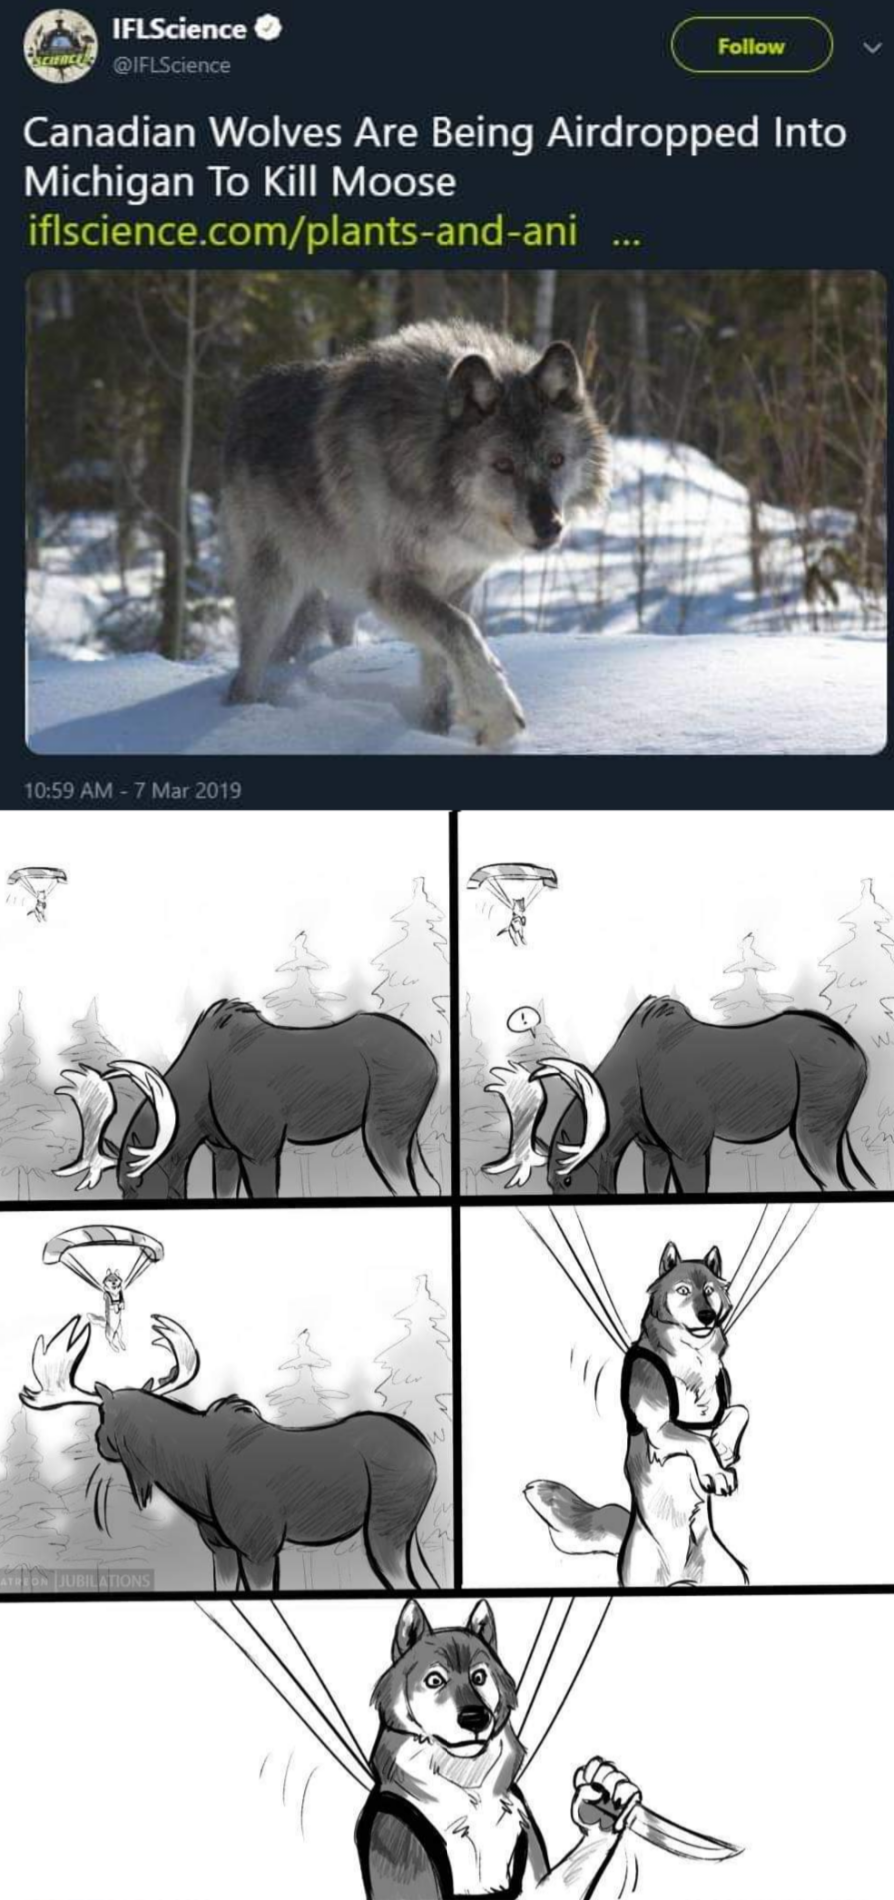 IFLScience
@IFLScience
Follow
Canadian Wolves Are Being Airdropped Into
Michigan To Kill Moose
iflscience.com/plants-and-ani ...
10:59 AM - 7 Mar 2019
!
ATREON JUBILATIONS